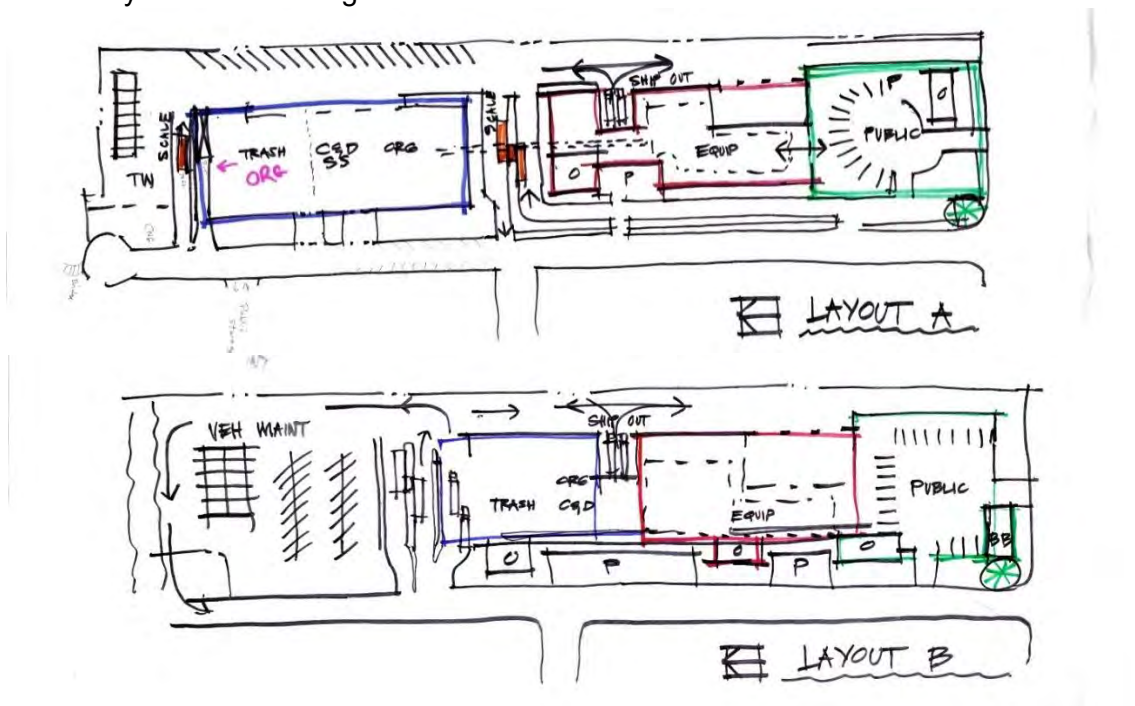 SHIP OUT
P
O
SCALE
SCALE
TRASH
C&D
ORG
EQUIP
PUBLIC
SS
ORG
TW
O
P
LAYOUT A
VEH MAINT
SHIP OUT
ORG
TRASH
C&D
EQUIP
PUBLIC
BB
O
P
O
P
O
LAYOUT B